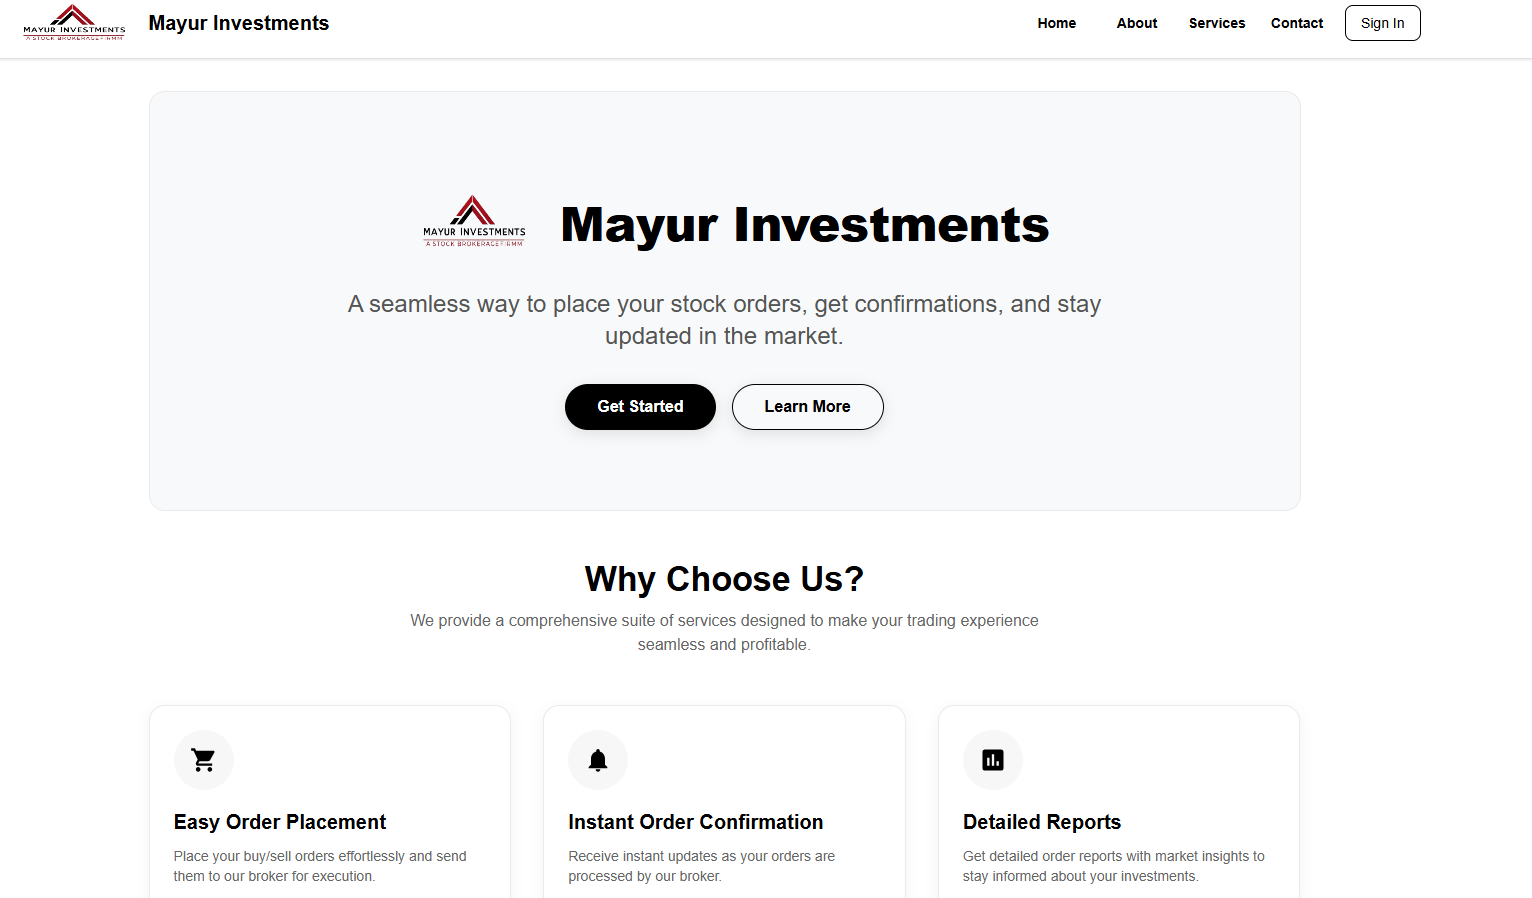 MAYUR INVESTMENTS
A STOCK BROKERAGE FIRMM
Mayur Investments
Home
About
Services
Contact
Sign In
MAYUR INVESTMENTS
A STOCK BROKERAGE FIRMM
Mayur Investments
A seamless way to place your stock orders, get confirmations, and stay
updated in the market.
Get Started
Learn More
Why Choose Us?
We provide a comprehensive suite of services designed to make your trading experience
seamless and profitable.
Easy Order Placement
Place your buy/sell orders effortlessly and send
them to our broker for execution.
Instant Order Confirmation
Receive instant updates as your orders are
processed by our broker.
Detailed Reports
Get detailed order reports with market insights to
stay informed about your investments.